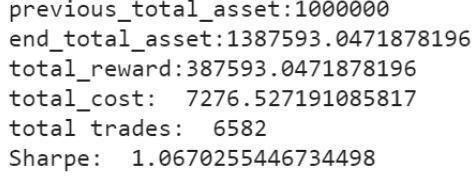 previous_total_asset:1000000
end_total_asset:1387593.0471878196
total_reward:387593.0471878196
total_cost:  7276.527191085817
total trades:  6582
Sharpe:  1.0670255446734498